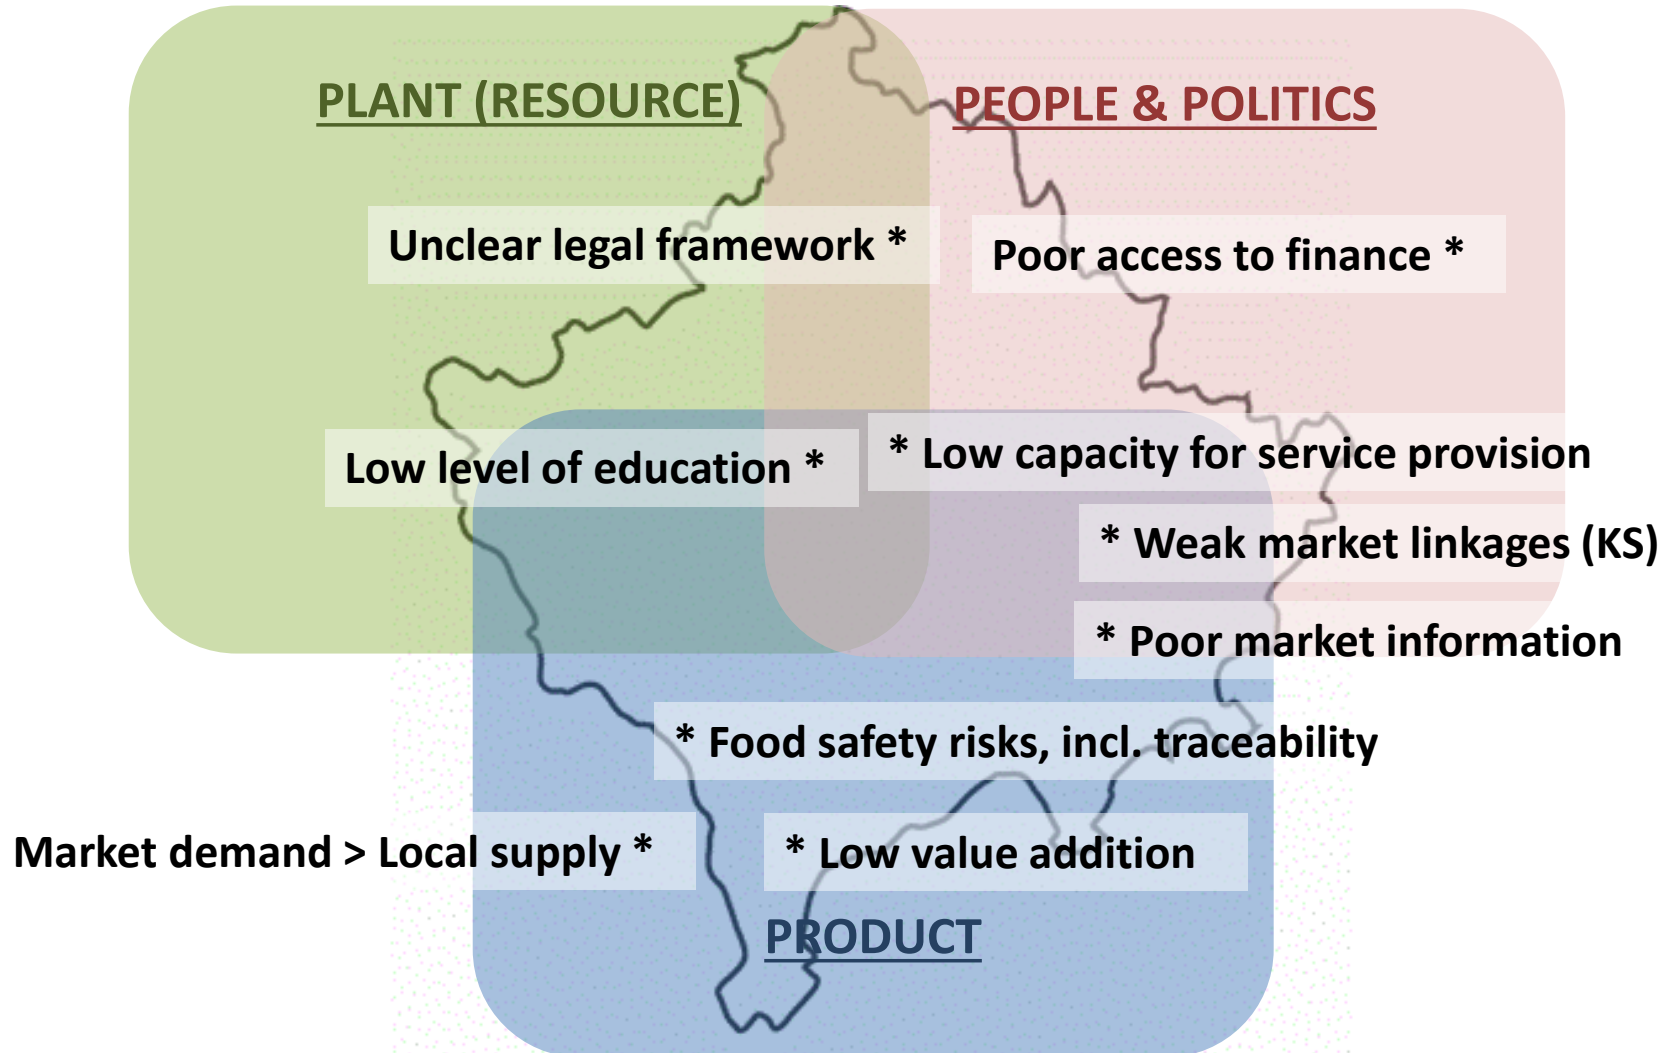 PLANT (RESOURCE)
PEOPLE & POLITICS
Unclear legal framework *
Poor access to finance *
Low level of education *
* Low capacity for service provision
* Weak market linkages (KS)
* Poor market information
* Food safety risks, incl. traceability
Market demand > Local supply *
* Low value addition
PRODUCT